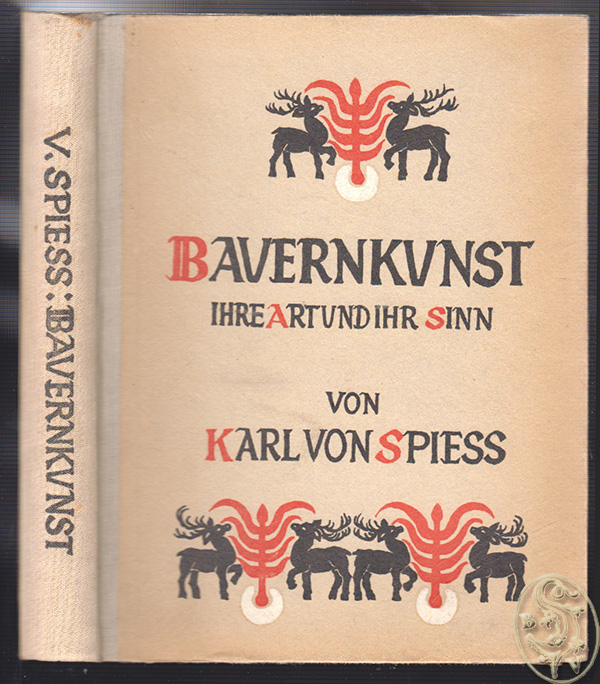 V. SPIESS: BAVERNKVNST
BAVERNKVNST
IHRE ART UND IHR SINN
VON
KARL VON SPIESS